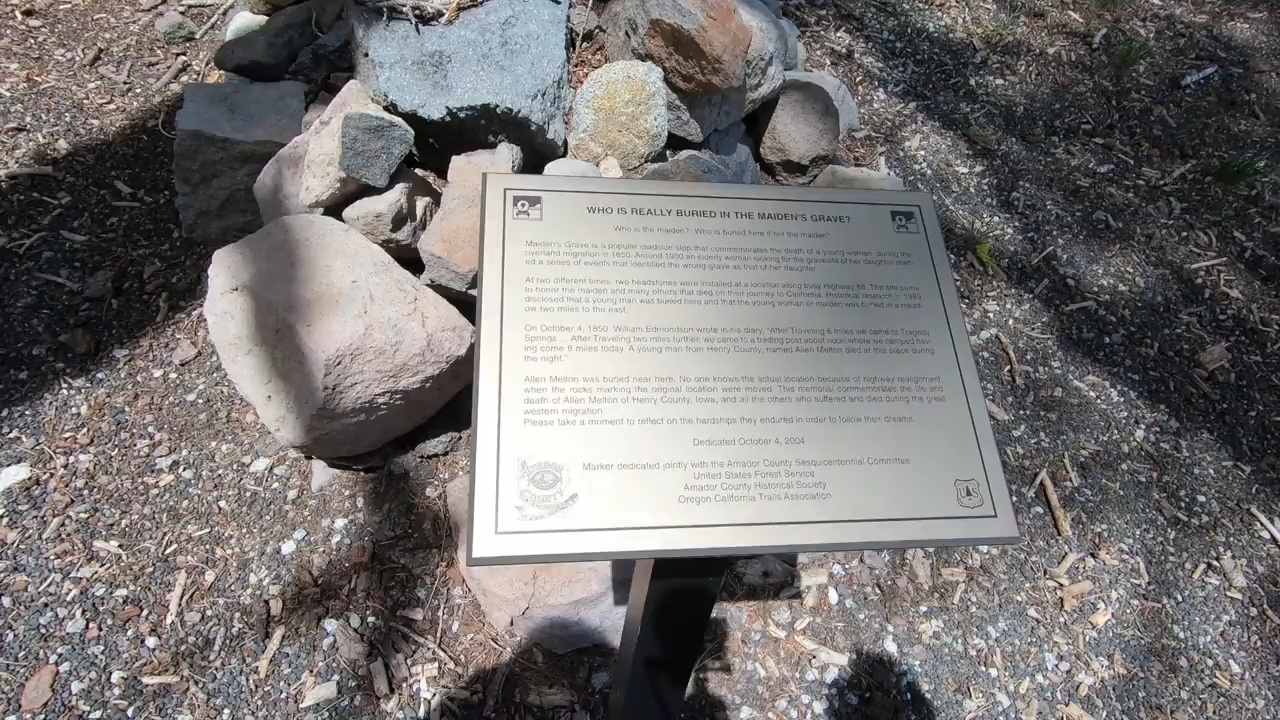 WHO IS REALLY BURIED IN THE MAIDEN'S GRAVE?
Who is the maiden? Who is buried here if not the maiden?
Maiden's Grave is a popular roadside stop that commemorates the death of a young woman, during the
overland migration in 1850. Around 1900 an elderly woman looking for the gravesite of her daughter start-
ed a series of events that identified the wrong grave as that of her daughter.
At two different times, two headstones were installed at a location along busy Highway 88. The site came
to honor the maiden and many others that died on their journey to California. Historical research in 1989
disclosed that a young man was buried here and that the young woman or maiden was buried in a mead-
ow two miles to the east.
On October 4, 1850, William Edmondson wrote in his diary, "After Traveling 6 miles we came to Tragedy
Springs ... After Traveling two miles further, we came to a trading post about noon where we camped hav-
ing come 8 miles today. A young man from Henry County, named Allen Melton died at this place during
the night."
Allen Melton was buried near here. No one knows the actual location because of highway realignment
when the rocks marking the original location were moved. This memorial commemorates the life and
death of Allen Melton of Henry County, Iowa, and all the others who suffered and died during the great
western migration.
Please take a moment to reflect on the hardships they endured in order to follow their dreams.
Dedicated October 4, 2004
Marker dedicated jointly with the Amador County Sesquicentennial Committee
United States Forest Service
Amador County Historical Society
Oregon California Trails Association
AMADOR
COUNTY
UAS